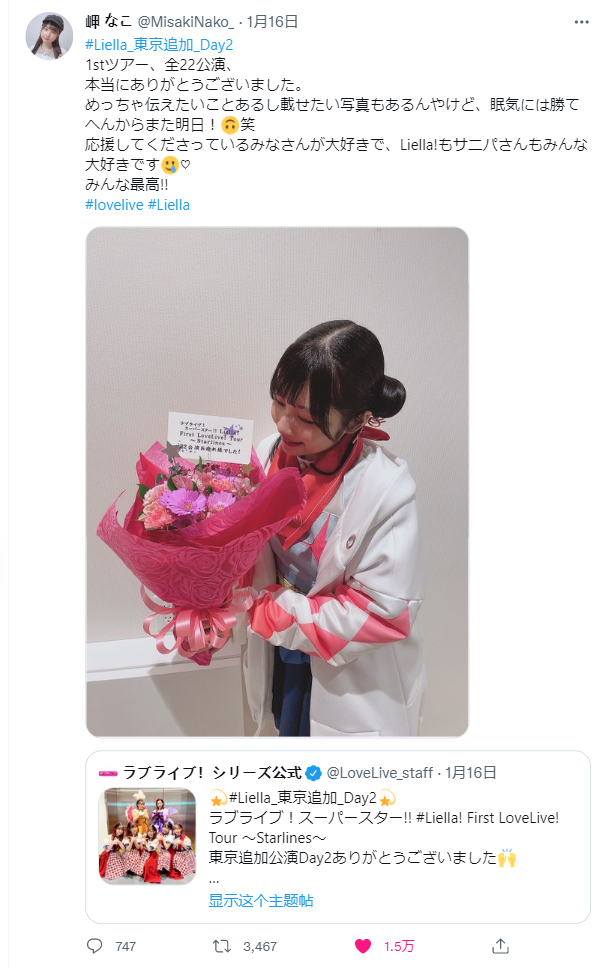 岬 なこ @MisakiNako_ · 1月16日
#Liella_東京追加_Day2
1stツアー、全22公演、
本当にありがとうございました。
めっちゃ伝えたいことあるし載せたい写真もあるんやけど、眠気には勝て
へんからまた明日！🙃笑
応援してくださっているみなさんが大好きで、Liella!もサニパさんもみんな
大好きです🥲♡
みんな最高!!
#lovelive #Liella
ラブライブ！
スーパースター!! Liella!
First LoveLive! Tour
～Starlines～
ラブライブ！シリーズ公式 @LoveLive_staff · 1月16日
💫#Liella_東京追加_Day2💫
ラブライブ！スーパースター!! #Liella! First LoveLive!
Tour ～Starlines～
東京追加公演Day2ありがとうございました🙌
...
显示这个主题帖
747 3,467 1.5万